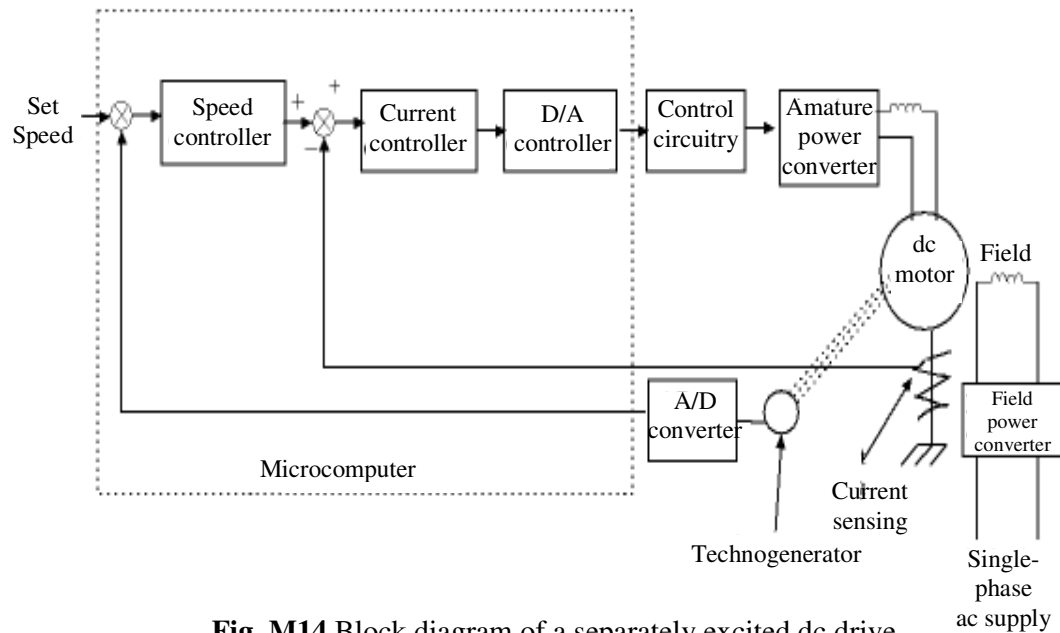 Set
Speed
Speed
controller
+
+
−
Current
controller
D/A
controller
Control
circuitry
Amature
power
converter
dc
motor
Field
A/D
converter
Field
power
converter
Microcomputer
Current
sensing
Technogenerator
Single-
phase
ac supply
Fig. M14 Block diagram of a separately excited dc drive